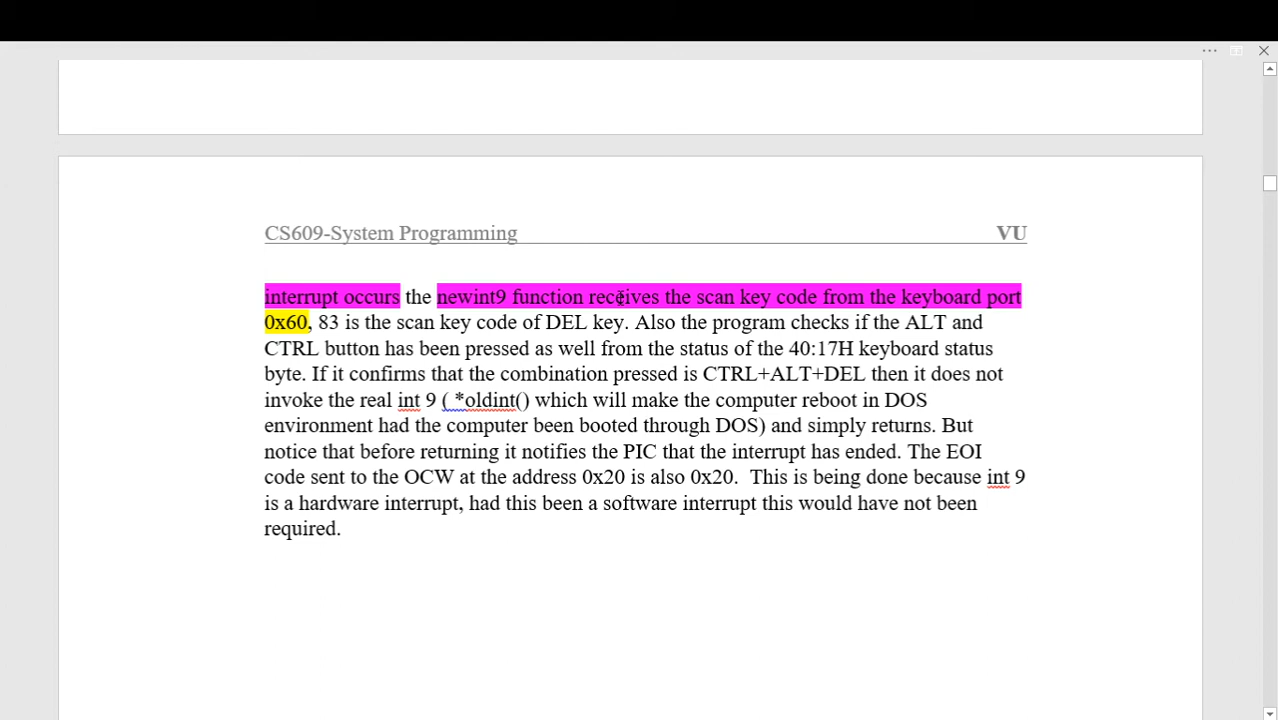 CS609-System Programming VU
interrupt occurs the newint9 function receives the scan key code from the keyboard port
0x60, 83 is the scan key code of DEL key. Also the program checks if the ALT and
CTRL button has been pressed as well from the status of the 40:17H keyboard status
byte. If it confirms that the combination pressed is CTRL+ALT+DEL then it does not
invoke the real int 9 ( *oldint() which will make the computer reboot in DOS
environment had the computer been booted through DOS) and simply returns. But
notice that before returning it notifies the PIC that the interrupt has ended. The EOI
code sent to the OCW at the address 0x20 is also 0x20.  This is being done because int 9
is a hardware interrupt, had this been a software interrupt this would have not been
required.